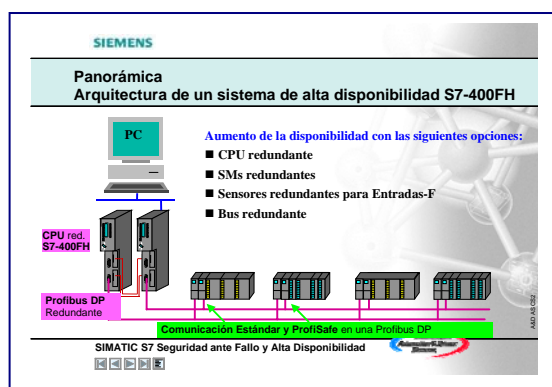 SIEMENS
Panorámica
Arquitectura de un sistema de alta disponibilidad S7-400FH
PC
Aumento de la disponibilidad con las siguientes opciones:
■ CPU redundante
■ SMs redundantes
■ Sensores redundantes para Entradas-F
■ Bus redundante
CPU red.
S7-400FH
Profibus DP
Redundante
Comunicación Estándar y ProfiSafe en una Profibus DP
A&D AS CS2
SIMATIC S7 Seguridad ante Fallo y Alta Disponibilidad